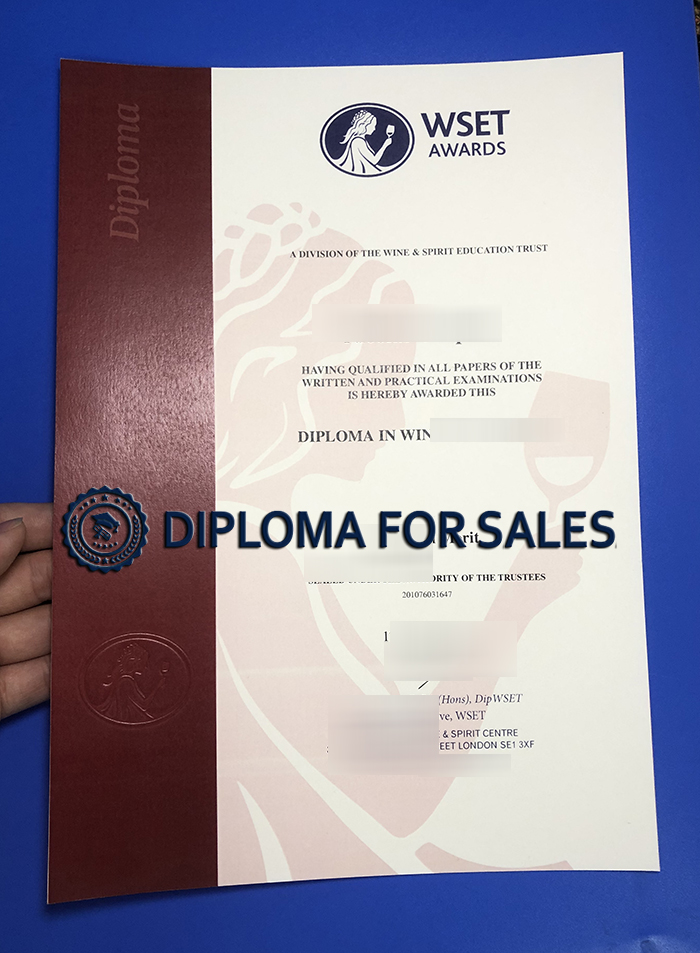 Diploma
WSET
AWARDS
A DIVISION OF THE WINE & SPIRIT EDUCATION TRUST
HAVING QUALIFIED IN ALL PAPERS OF THE
WRITTEN AND PRACTICAL EXAMINATIONS
IS HEREBY AWARDED THIS
DIPLOMA IN
DIPLOMA FOR SALES
OF THE TRUSTEES
201076031647
(Hons), DipWSET
WSET
& SPIRIT CENTRE
LONDON SE1 3XF